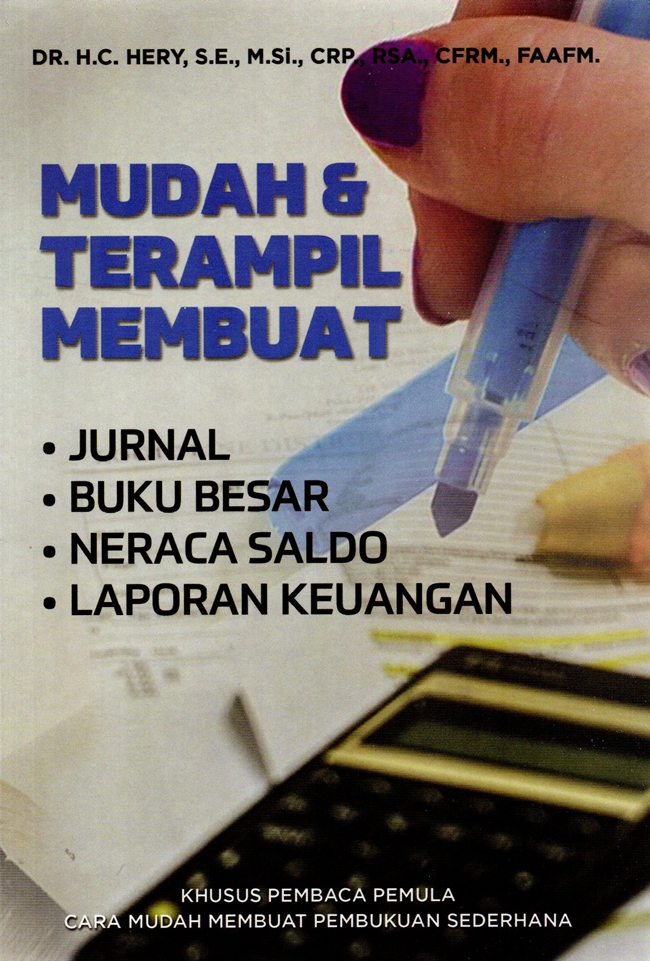 DR. H.C. HERY, S.E., M.Si., CRP., RSA., CFRM., FAAFM.
MUDAH &
TERAMPIL
MEMBUAT
• JURNAL
• BUKU BESAR
• NERACA SALDO
• LAPORAN KEUANGAN
KHUSUS PEMBACA PEMULA
CARA MUDAH MEMBUAT PEMBUKUAN SEDERHANA